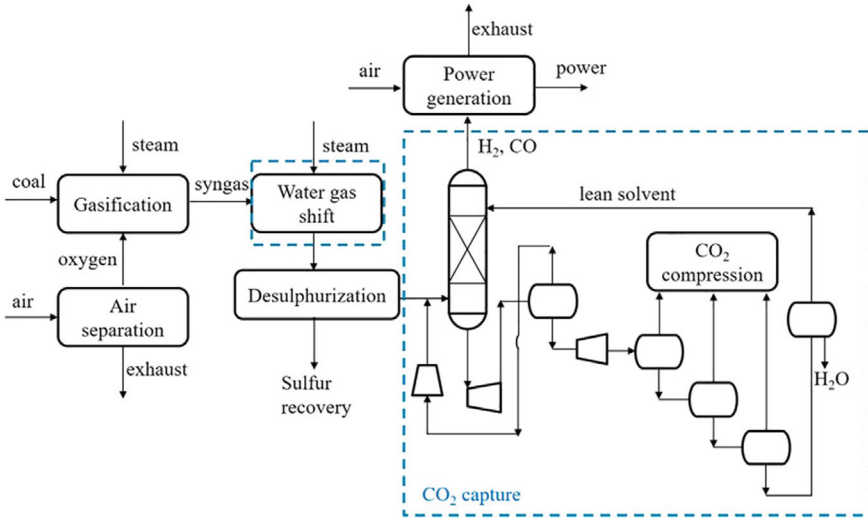 exhaust
air
Power
generation
power
steam
steam
H₂, CO
coal
Gasification
syngas
Water gas
shift
lean solvent
oxygen
CO₂
compression
air
Air
separation
Desulphurization
exhaust
Sulfur
recovery
H₂O
CO₂ capture